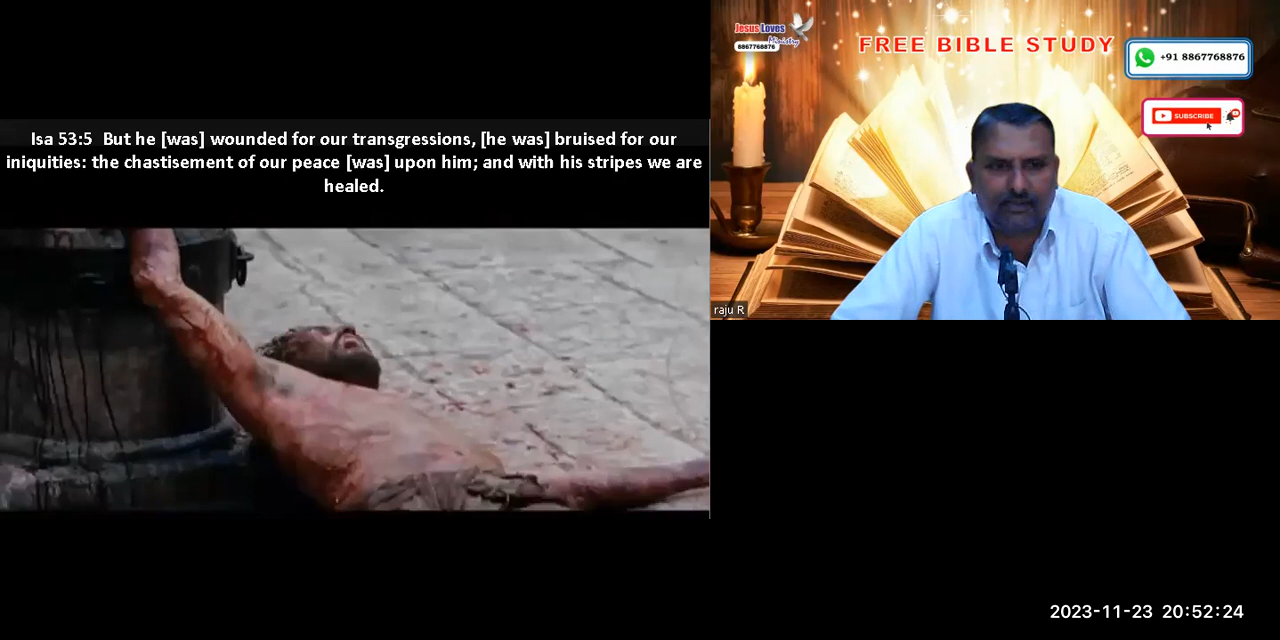 Isa 53:5 But he [was] wounded for our transgressions, [he was] bruised for our
iniquities: the chastisement of our peace [was] upon him; and with his stripes we are
healed.
Jesus Loves
Ministry
8867768876
FREE BIBLE STUDY
+91 8867768876
SUBSCRIBE
raju R
2023-11-23 20:52:24